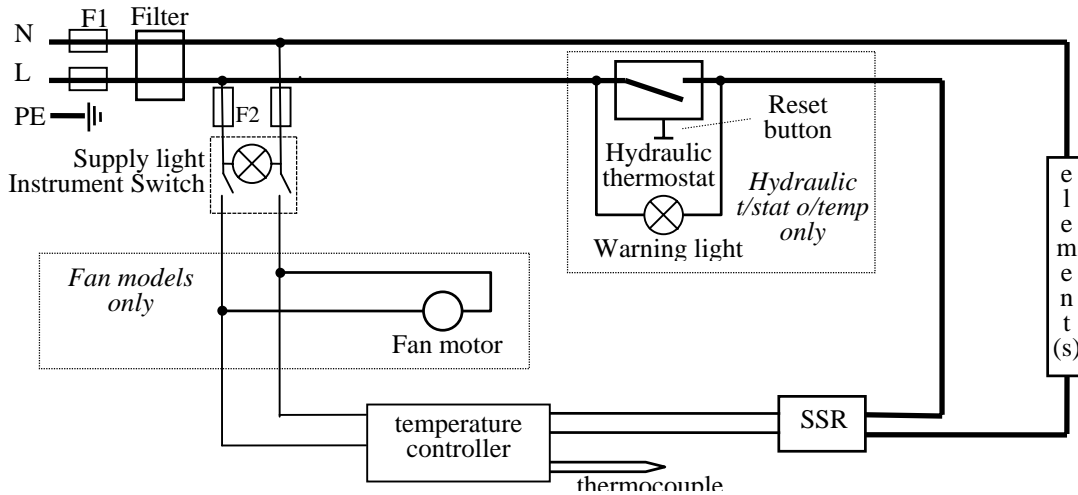 F1 Filter
N
L
PE
F2
Supply light
Instrument Switch
Reset
button
Hydraulic
thermostat
Hydraulic
t/stat o/temp
only
Warning light
Fan models
only
Fan motor
e
l
e
m
e
n
t
(s)
temperature
controller
SSR
thermocouple